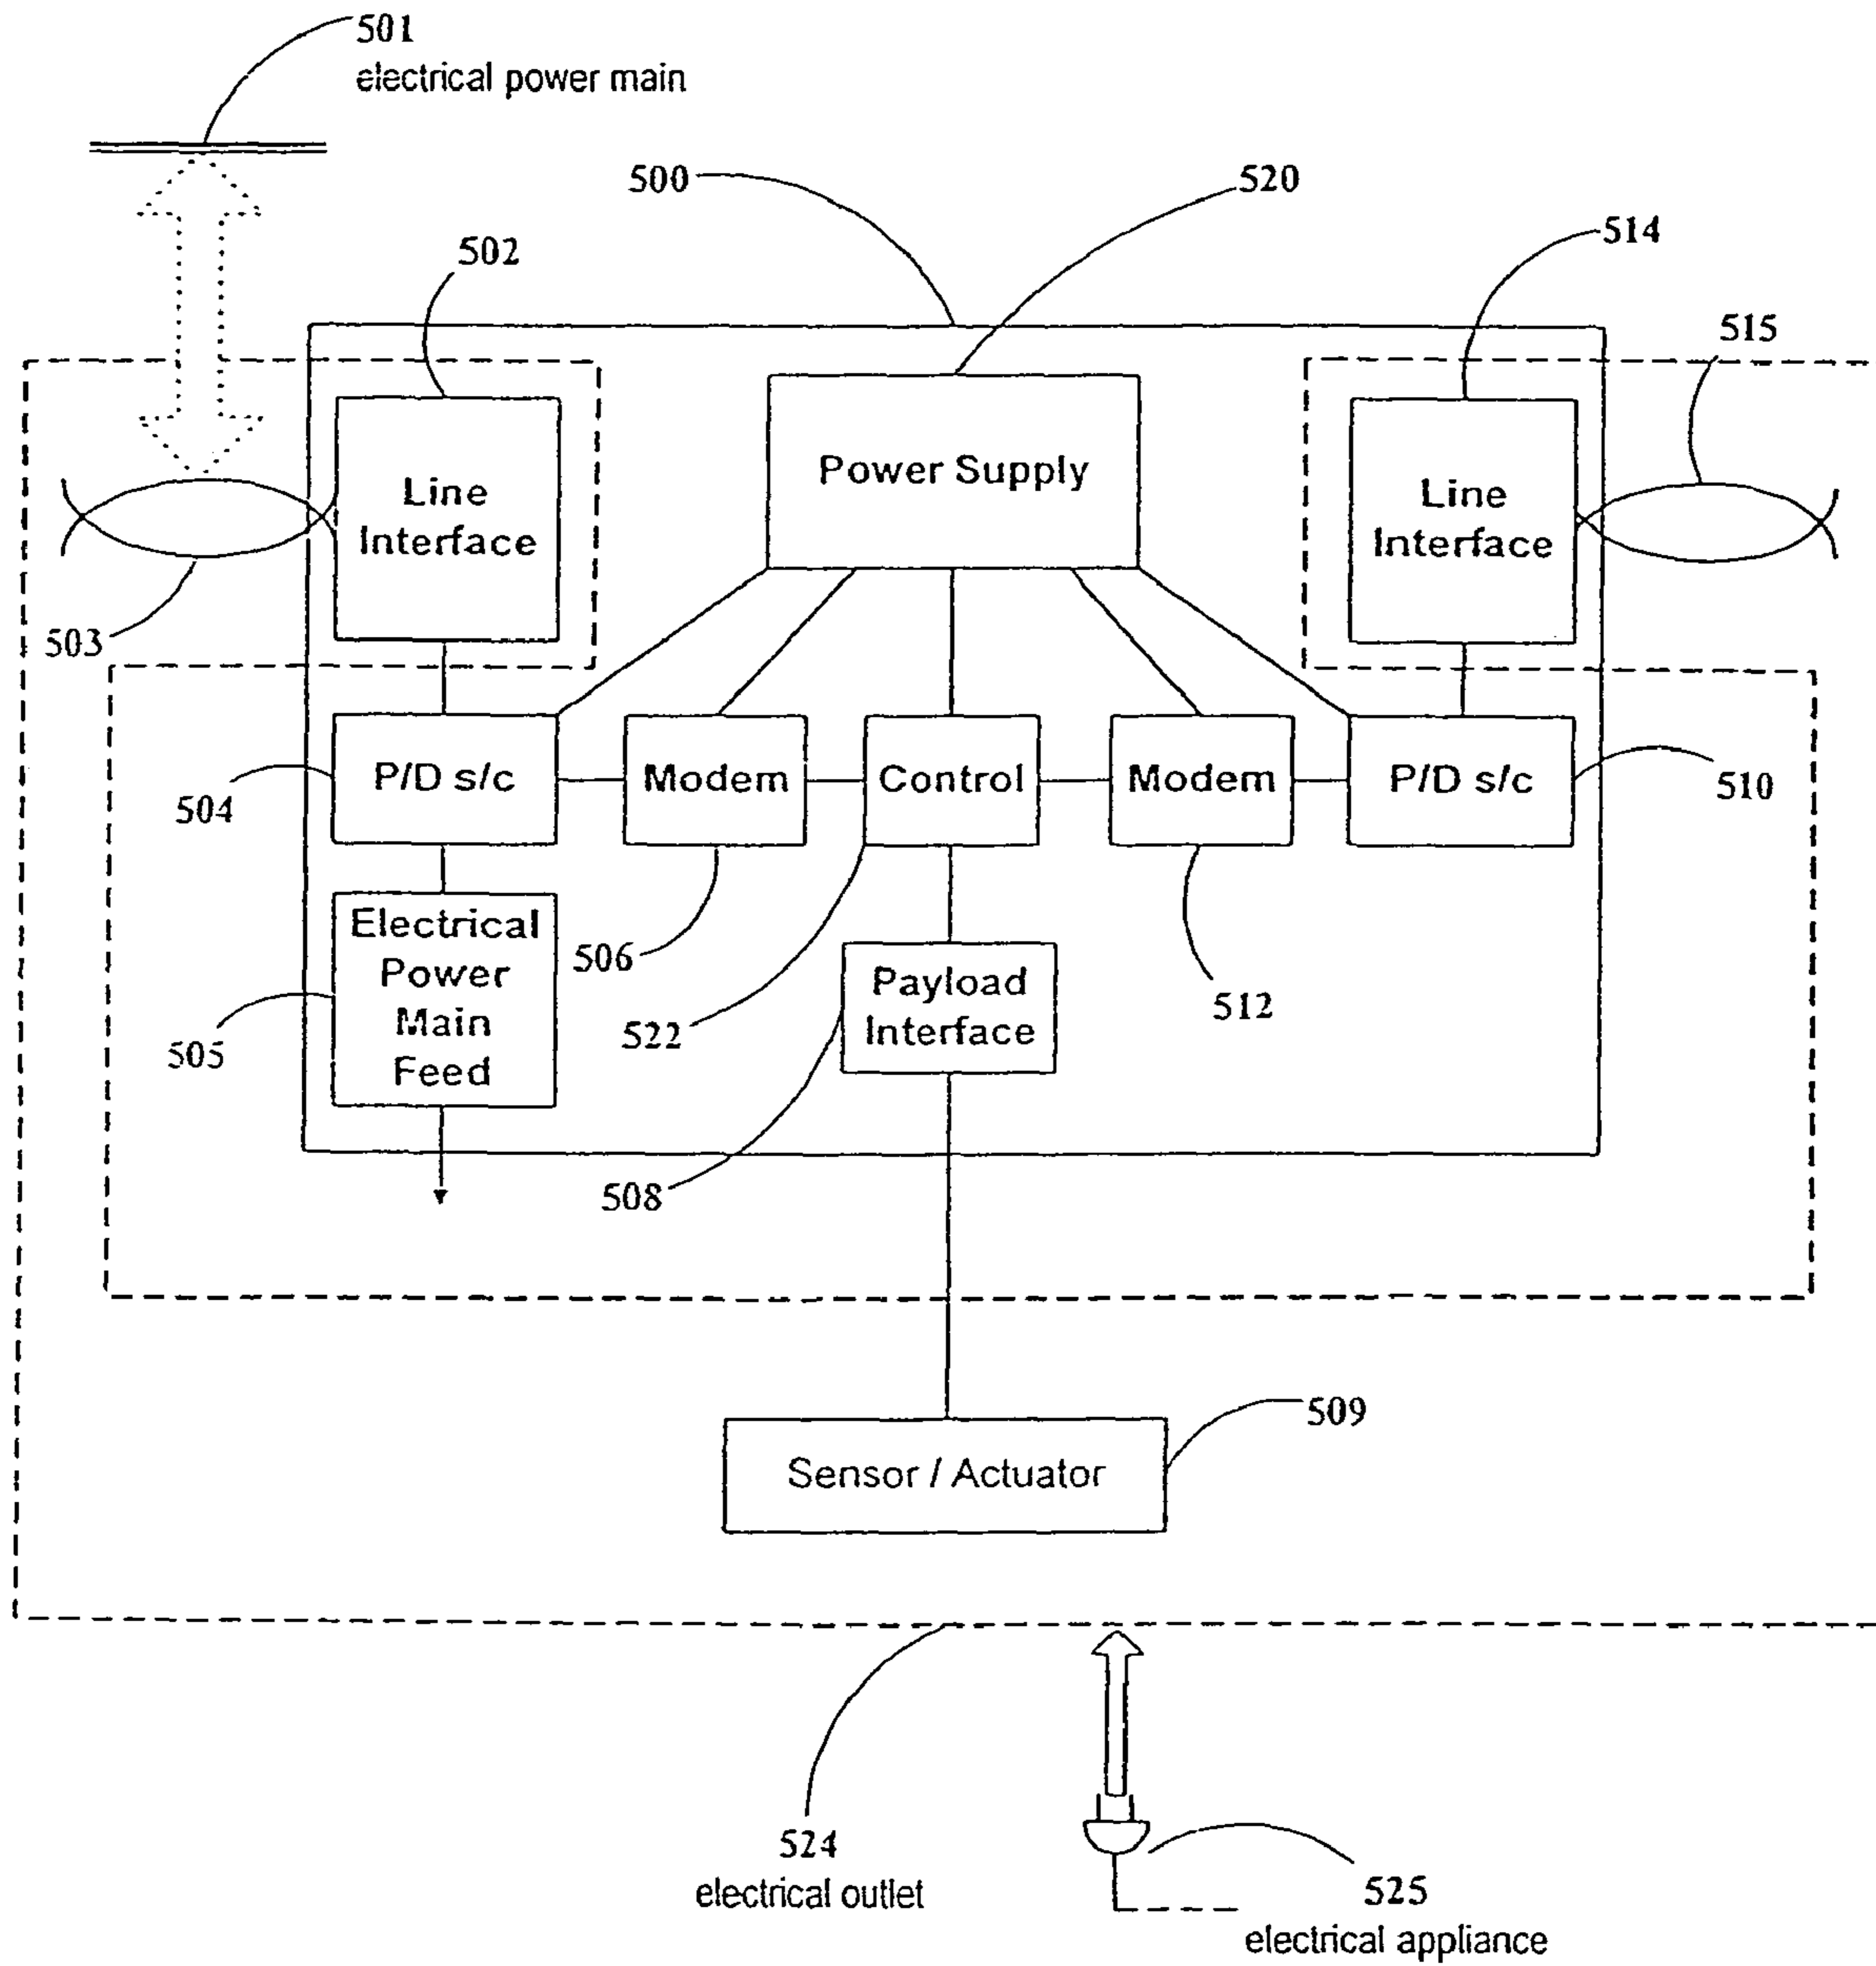 501
electrical power main
500
520
502
514
515
Power Supply
Line
Interface
Line
Interface
503
P/D s/c
Modem
Control
Modem
P/D s/c
504
510
Electrical
Power
Main
Feed
506
Payload
Interface
512
522
505
508
509
Sensor / Actuator
524
electrical outlet
525
electrical appliance